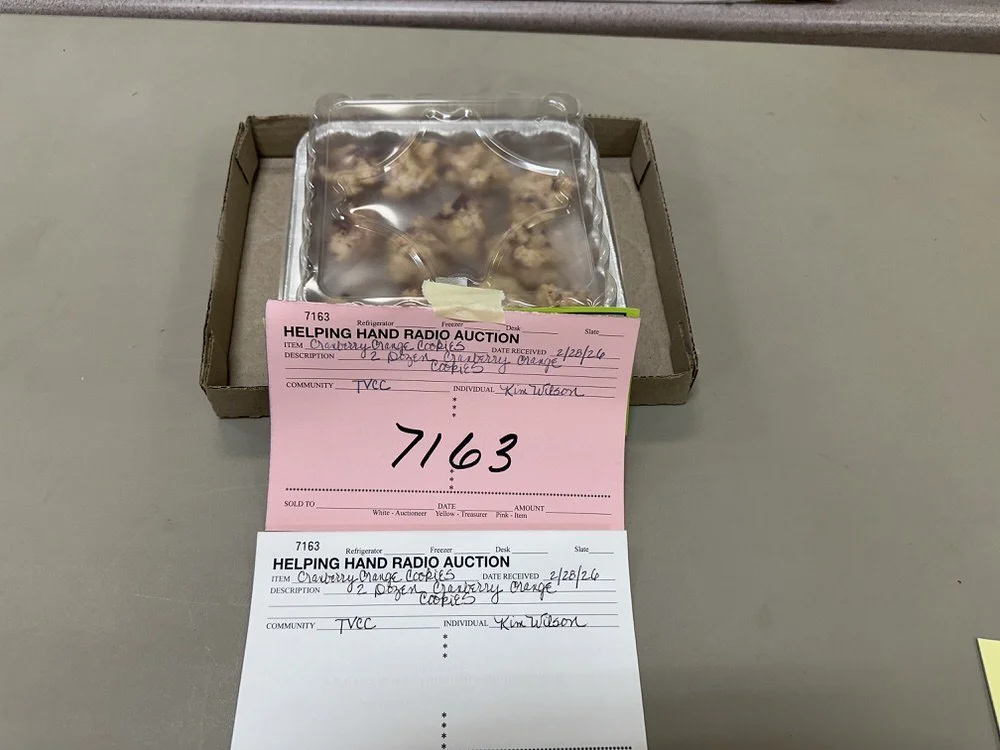 7163
Refrigerator Freezer Desk Slate
HELPING HAND RADIO AUCTION
ITEM Cranberry Orange Cookies DATE RECEIVED 2/28/26
DESCRIPTION 2 Dozen Cranberry Orange
Cookies
COMMUNITY TVCC INDIVIDUAL Kim Wilson
7163
SOLD TO DATE AMOUNT
White - Auctioneer Yellow - Treasurer Pink - Item
7163
Refrigerator Freezer Desk Slate
HELPING HAND RADIO AUCTION
ITEM Cranberry Orange Cookies DATE RECEIVED 2/28/26
DESCRIPTION 2 Dozen Cranberry Orange
Cookies
COMMUNITY TVCC INDIVIDUAL Kim Wilson